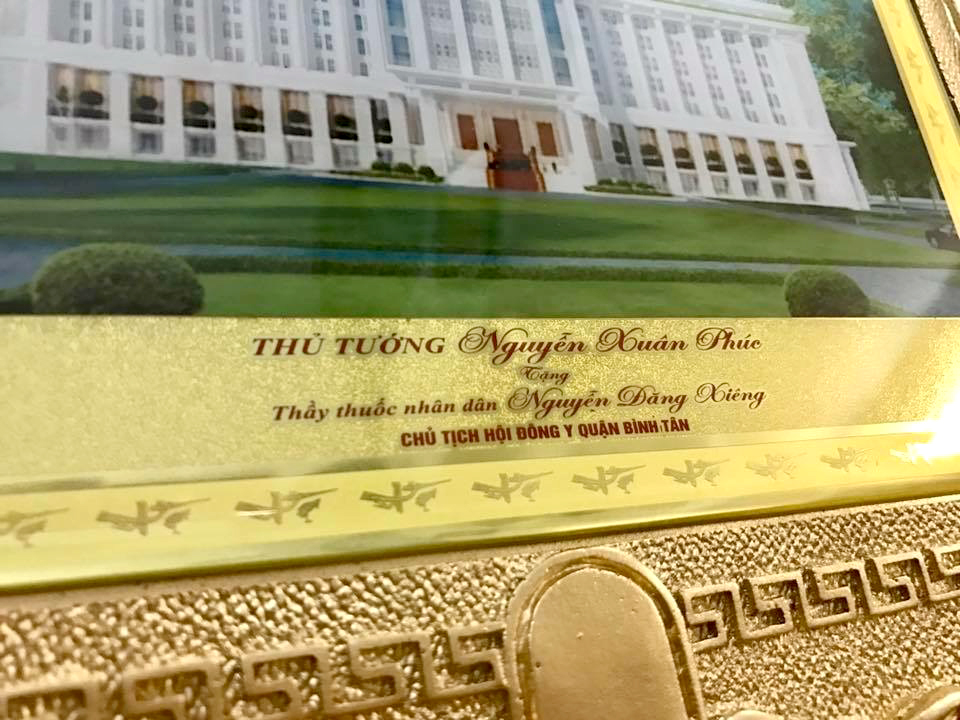 THỦ TƯỚNG Nguyễn Xuân Phúc
Tặng
Thầy thuốc nhân dân Nguyễn Đăng Xiêng
CHỦ TỊCH HỘI ĐÔNG Y QUẬN BÌNH TÂN